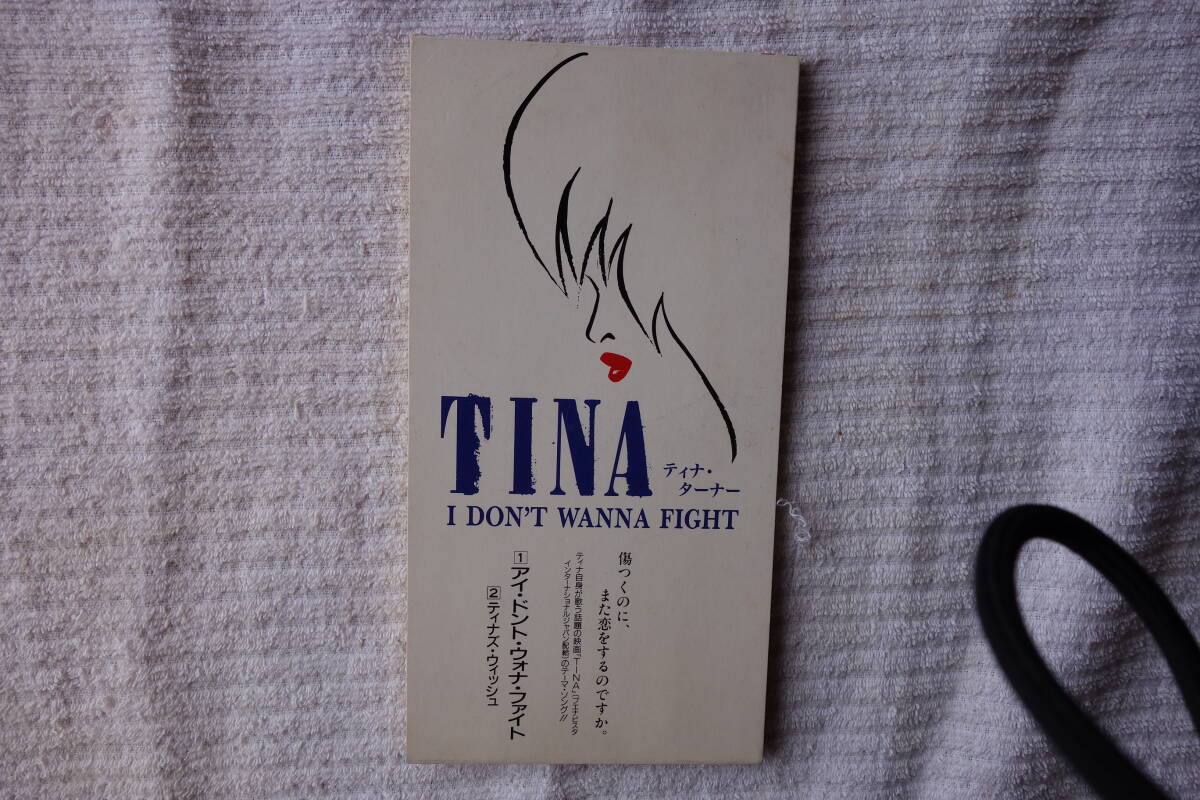 TINA
ティナ・
ターナー
I DON'T WANNA FIGHT
傷つくのに、
また恋をするのですか。
ティナ自身が歌う話題の映画「TINA」(ブエナビスタ
インターナショナルジャパン配給)のテーマ・ソング!!
1 アイ・ドント・ウォナ・ファイト
2 ティナズ・ウィッシュ